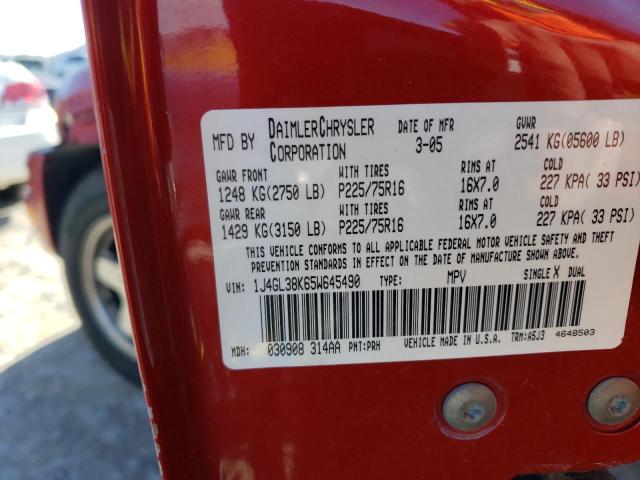 MFD BY DAIMLERCHRYSLER CORPORATION DATE OF MFR 3-05 GVWR 2541 KG(05600 LB)
GAWR FRONT WITH TIRES RIMS AT COLD
1248 KG(2750 LB) P225/75R16 16X7.0 227 KPA( 33 PSI)
GAWR REAR WITH TIRES RIMS AT COLD
1429 KG(3150 LB) P225/75R16 16X7.0 227 KPA( 33 PSI)
THIS VEHICLE CONFORMS TO ALL APPLICABLE FEDERAL MOTOR VEHICLE SAFETY AND THEFT
PREVENTION STANDARDS IN EFFECT ON THE DATE OF MANUFACTURE SHOWN ABOVE.
VIN: 1J4GL38K65W645490 TYPE: MPV SINGLE X DUAL
MDH: 030908 314AA PNT:PRH VEHICLE MADE IN U.S.A. TRM:A5J3 4648503